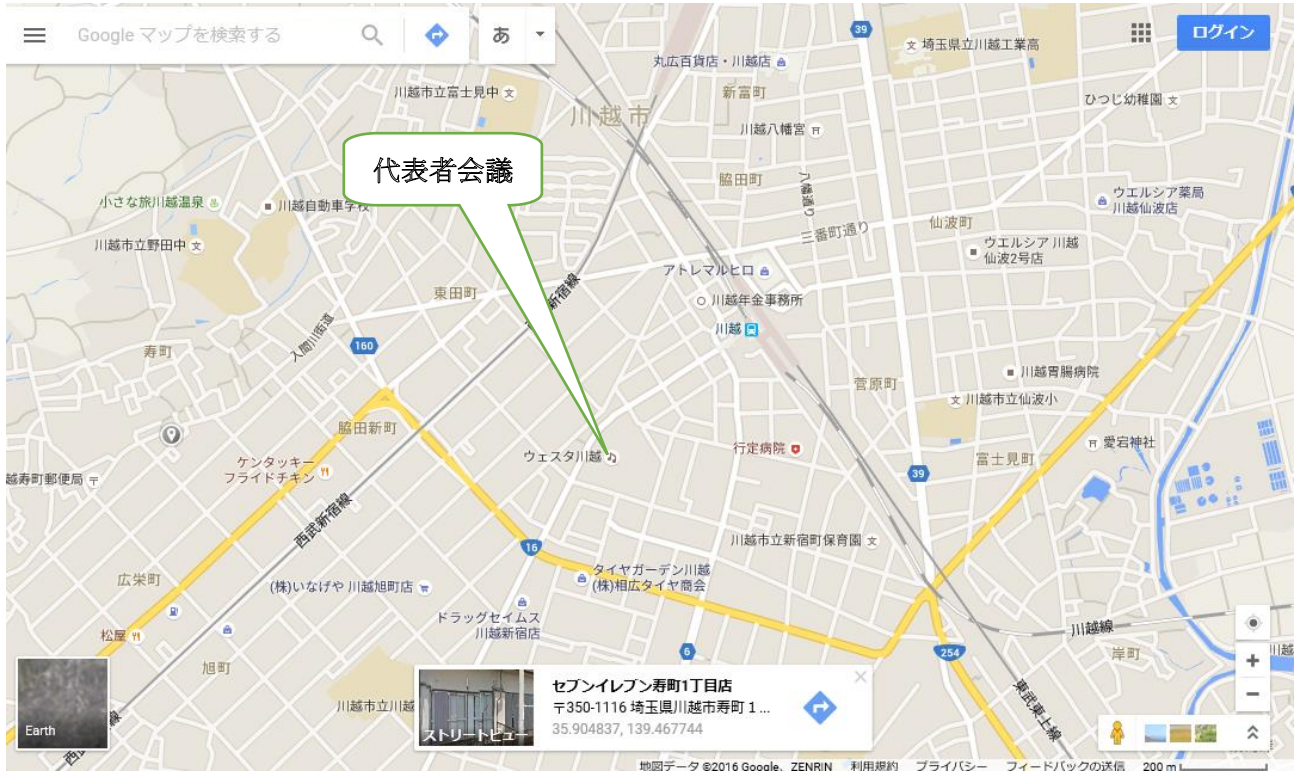 Google マップを検索する
あ
ログイン
39
文 埼玉県立川越工業高
丸広百貨店・川越店
川越市立富士見中 文
新富町
ひつじ幼稚園 文
川越市
川越八幡宮
代表者会議
脇田町
八幡通り
小さな旅川越温泉
川越自動車学校
ウエルシア薬局
川越仙波店
仙波町
三番町通り
川越市立野田中 文
ウエルシア 川越
仙波2号店
アトレマルヒロ
東田町
新宿線
川越年金事務所
川越
入間川街道
160
寿町
川越胃腸病院
菅原町
文 川越市立仙波小
脇田新町
愛宕神社
ウェスタ川越
行定病院
ケンタッキー
フライドチキン
富士見町
39
越寿町郵便局
西武新宿線
川越市立新宿町保育園 文
16
タイヤガーデン川越
(株)相広タイヤ商会
広栄町
(株)いなげや 川越旭町店
ドラッグセイムス
川越新宿店
松屋
川越線
6
254
岸町
川越
旭町
セブンイレブン寿町1丁目店
〒350-1116 埼玉県川越市寿町 1 ...
35.904837, 139.467744
川越市立川越
ストリートビュー
東武東上線
Earth
地図データ ©2016 Google、ZENRIN 利用規約 プライバシー フィードバックの送信 200 m